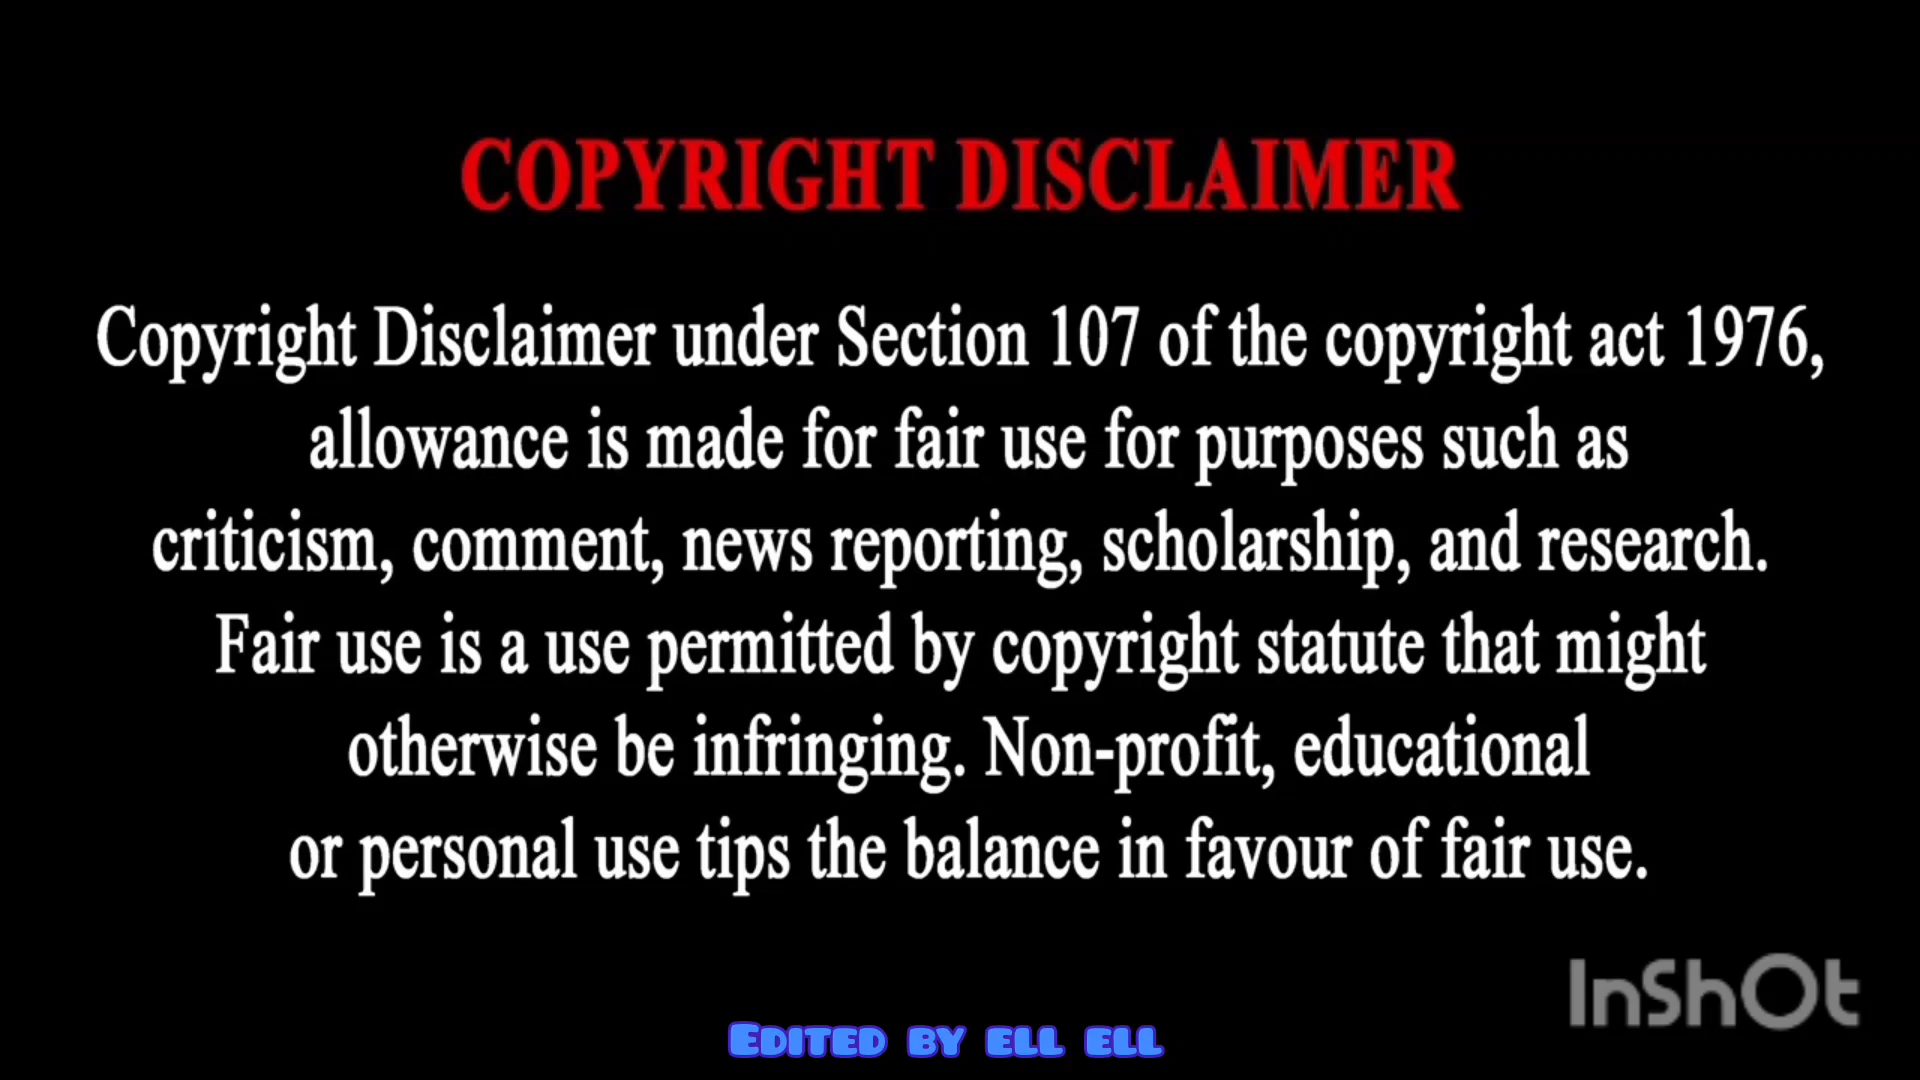 COPYRIGHT DISCLAIMER
Copyright Disclaimer under Section 107 of the copyright act 1976,
allowance is made for fair use for purposes such as
criticism, comment, news reporting, scholarship, and research.
Fair use is a use permitted by copyright statute that might
otherwise be infringing. Non-profit, educational
or personal use tips the balance in favour of fair use.
InShOt
EDITED BY ELL ELL